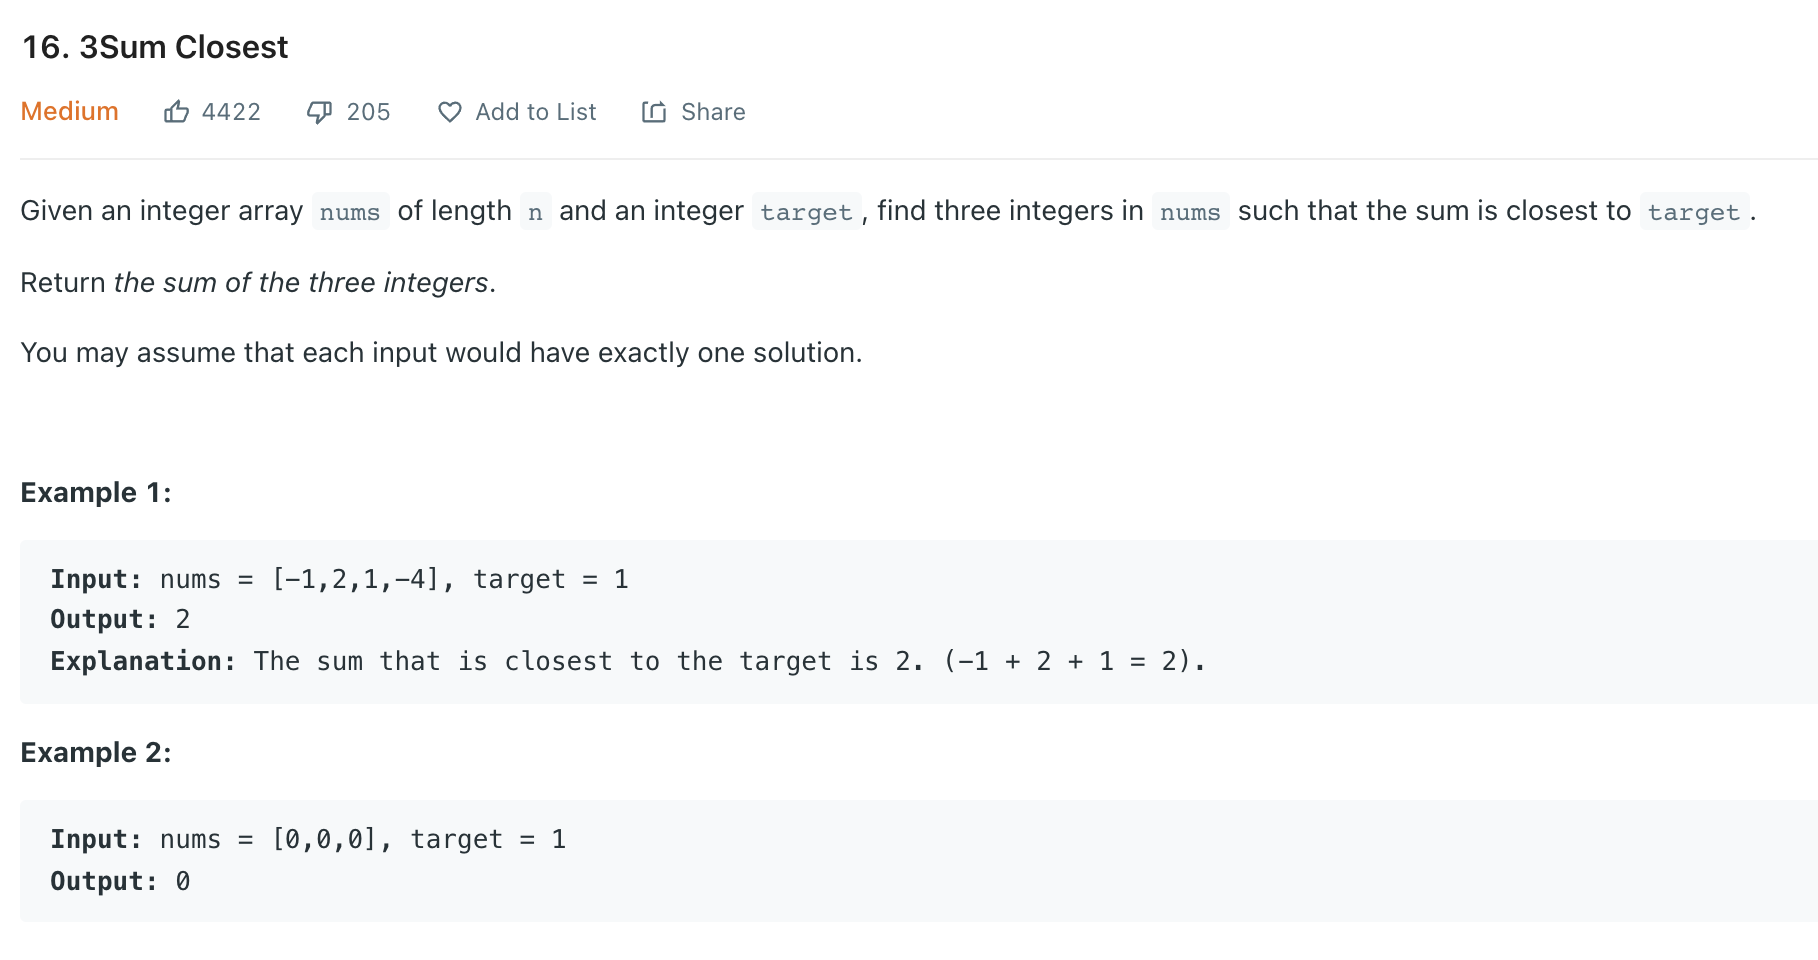 16. 3Sum Closest
Medium 4422 205 Add to List Share
Given an integer array nums of length n and an integer target, find three integers in nums such that the sum is closest to target.
Return the sum of the three integers.
You may assume that each input would have exactly one solution.
Example 1:
Input: nums = [-1,2,1,-4], target = 1
Output: 2
Explanation: The sum that is closest to the target is 2. (-1 + 2 + 1 = 2).
Example 2:
Input: nums = [0,0,0], target = 1
Output: 0